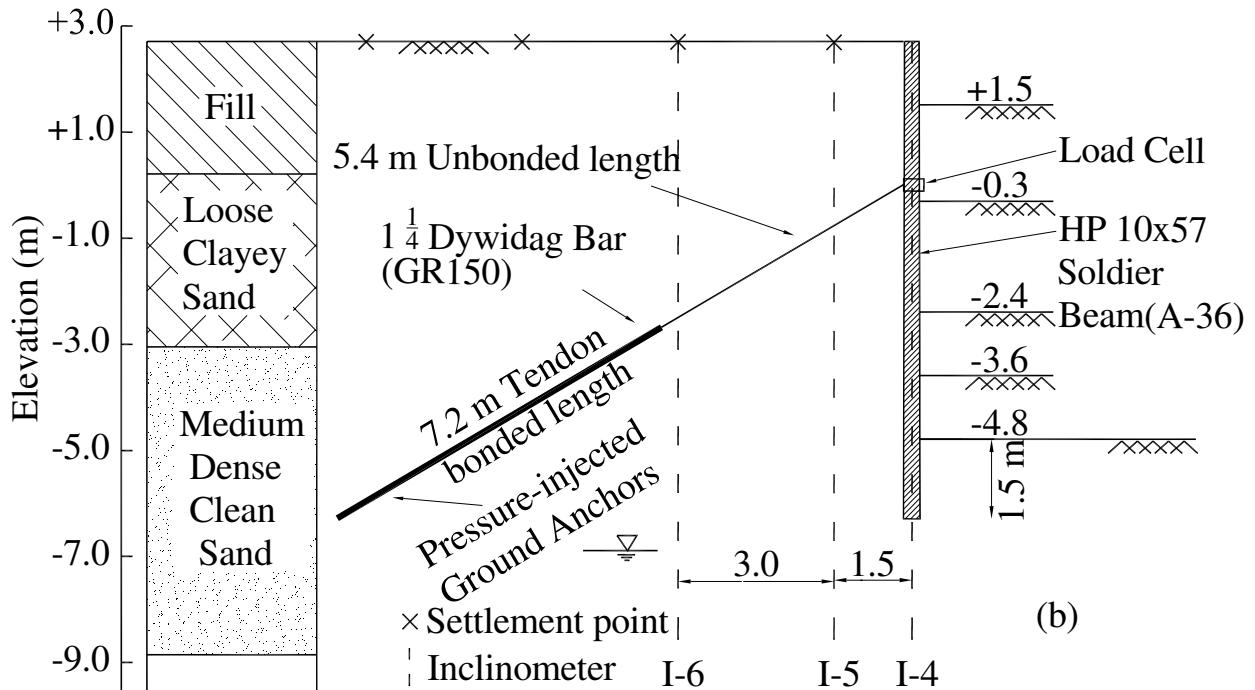 +3.0
+1.0
-1.0
-3.0
-5.0
-7.0
-9.0
Elevation (m)
Fill
Loose
Clayey
Sand
Medium
Dense
Clean
Sand
5.4 m Unbonded length
1 1/4 Dywidag Bar
(GR150)
7.2 m Tendon
bonded length
Pressure-injected
Ground Anchors
× Settlement point
Inclinometer
3.0
1.5
I-6
I-5
I-4
+1.5
Load Cell
-0.3
HP 10x57
Soldier
Beam(A-36)
-2.4
-3.6
-4.8
1.5 m
(b)